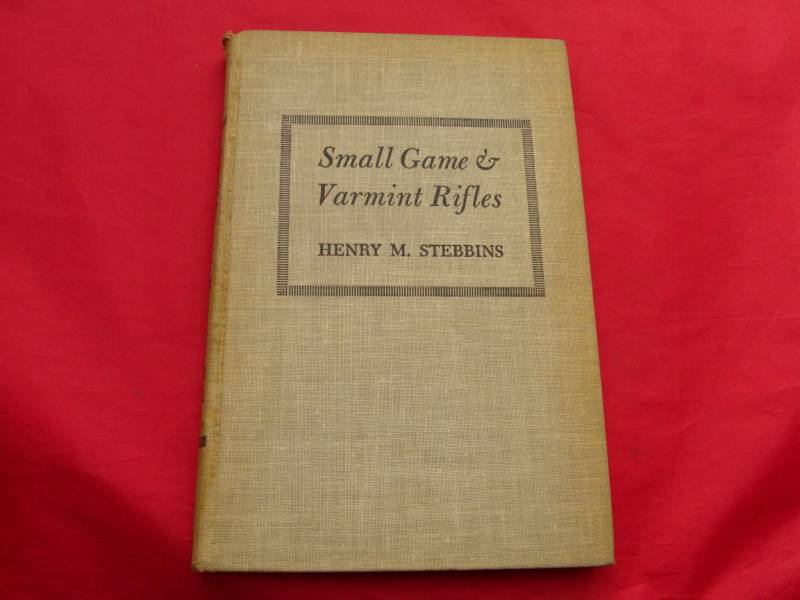 Small Game &
Varmint Rifles
HENRY M. STEBBINS